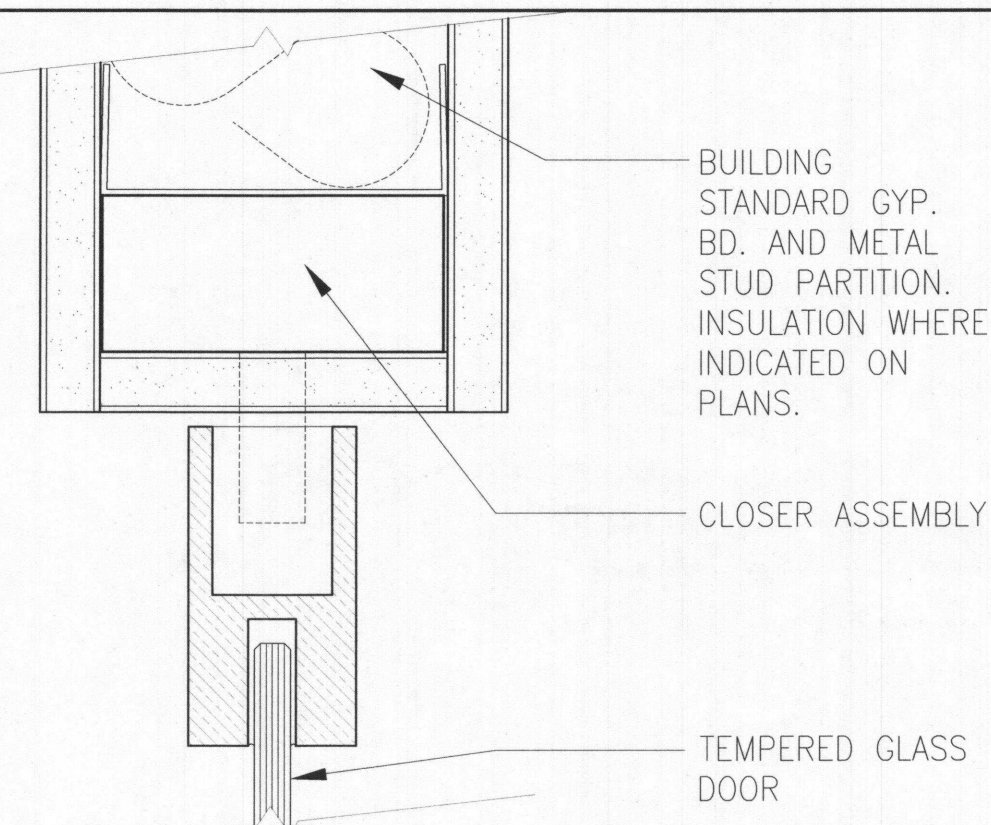 BUILDING
STANDARD GYP.
BD. AND METAL
STUD PARTITION.
INSULATION WHERE
INDICATED ON
PLANS.
CLOSER ASSEMBLY
TEMPERED GLASS
DOOR